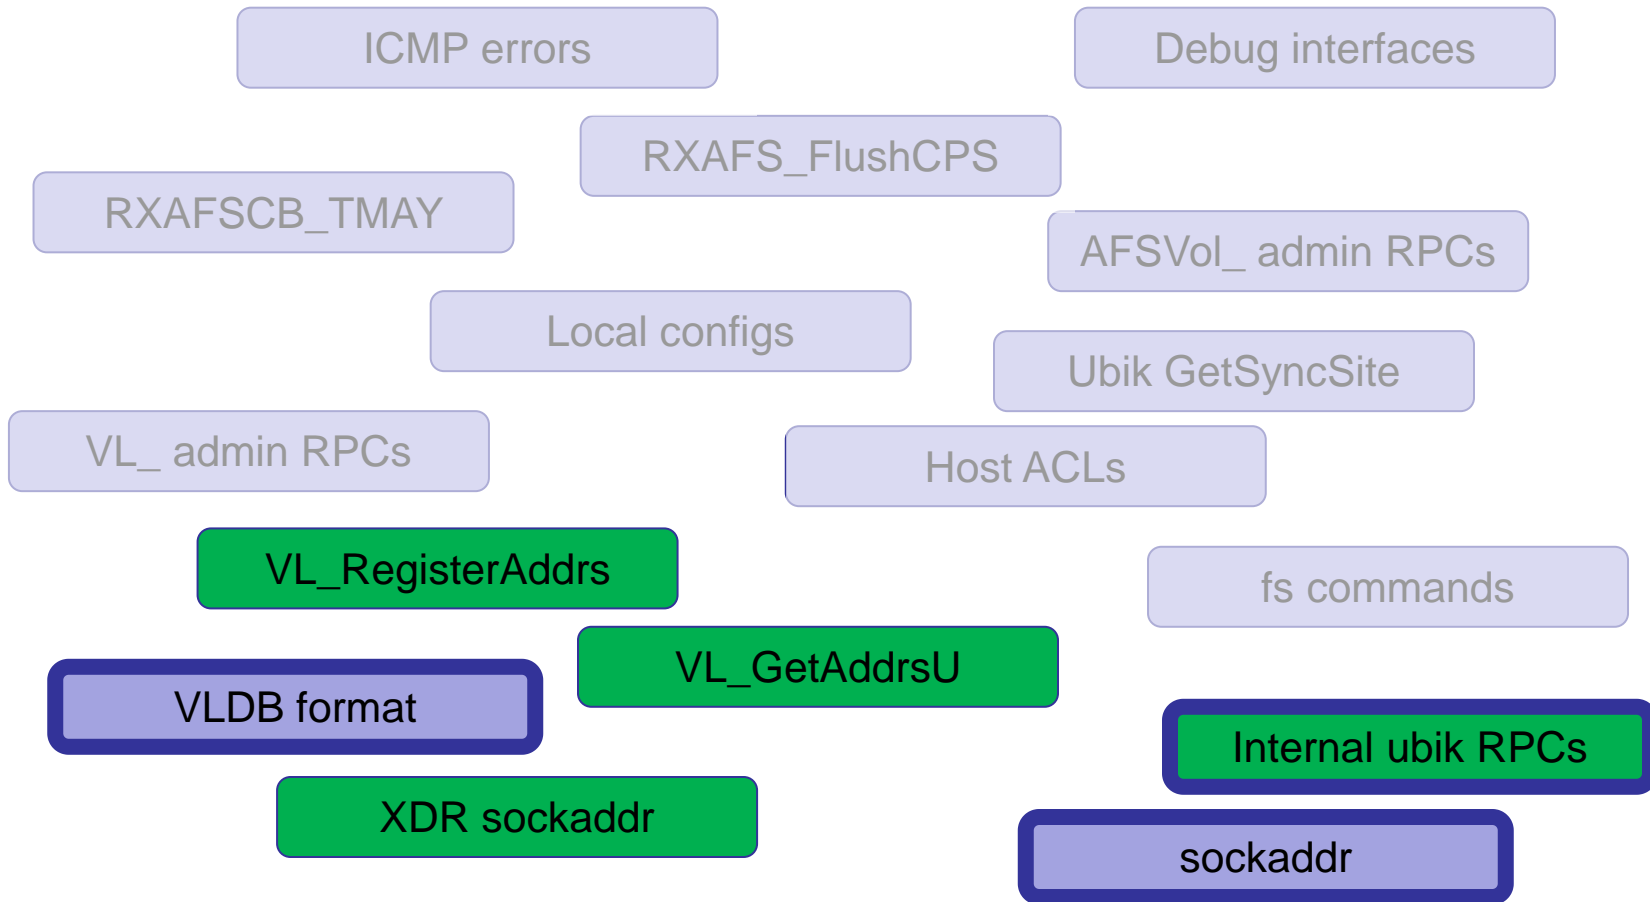 ICMP errors
Debug interfaces
RXAFS_FlushCPS
RXAFSCB_TMAY
AFSVol_ admin RPCs
Local configs
Ubik GetSyncSite
VL_ admin RPCs
Host ACLs
VL_RegisterAddrs
fs commands
VL_GetAddrsU
VLDB format
Internal ubik RPCs
XDR sockaddr
sockaddr